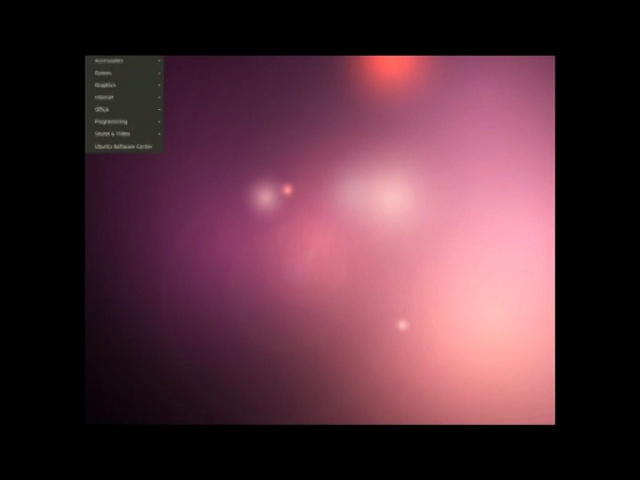 Accessories
Games
Graphics
Internet
Office
Programming
Sound & Video
Ubuntu Software Center